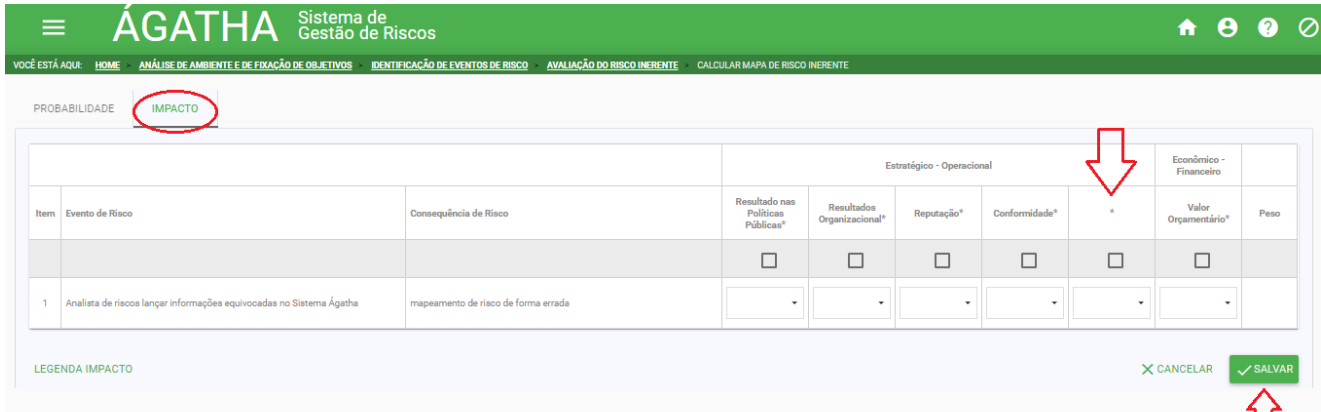 ÁGATHA
Sistema de
Gestão de Riscos
VOCÊ ESTÁ AQUI: HOME > ANÁLISE DE AMBIENTE E DE FIXAÇÃO DE OBJETIVOS > IDENTIFICAÇÃO DE EVENTOS DE RISCO > AVALIAÇÃO DO RISCO INERENTE > CALCULAR MAPA DE RISCO INERENTE
PROBABILIDADE IMPACTO
Estratégico - Operacional
Econômico -
Financeiro
Item
Evento de Risco
Consequência de Risco
Resultado nas
Políticas
Públicas*
Resultados
Organizacional*
Reputação*
Conformidade*
*
Valor
Orçamentário*
Peso
1 Analista de riscos lançar informações equivocadas no Sistema Ágatha mapeamento de risco de forma errada
LEGENDA IMPACTO CANCELAR SALVAR